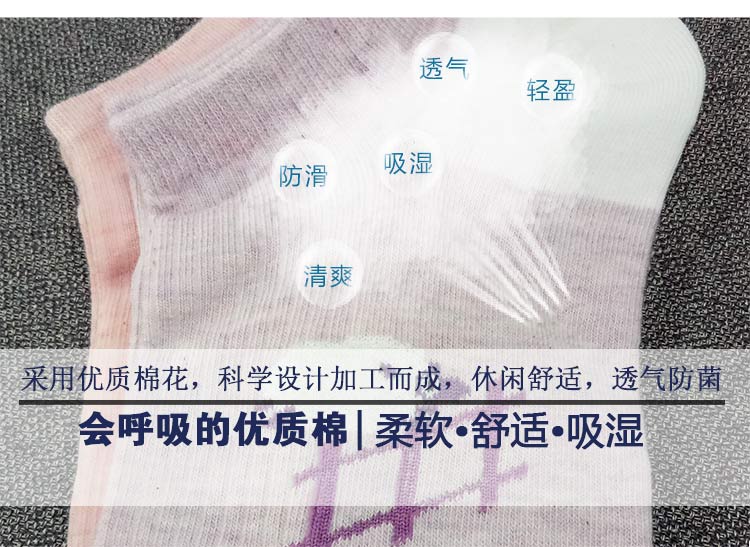 透气
轻盈
吸湿
防滑
清爽
采用优质棉花，科学设计加工而成，休闲舒适，透气防菌
会呼吸的优质棉|柔软•舒适•吸湿